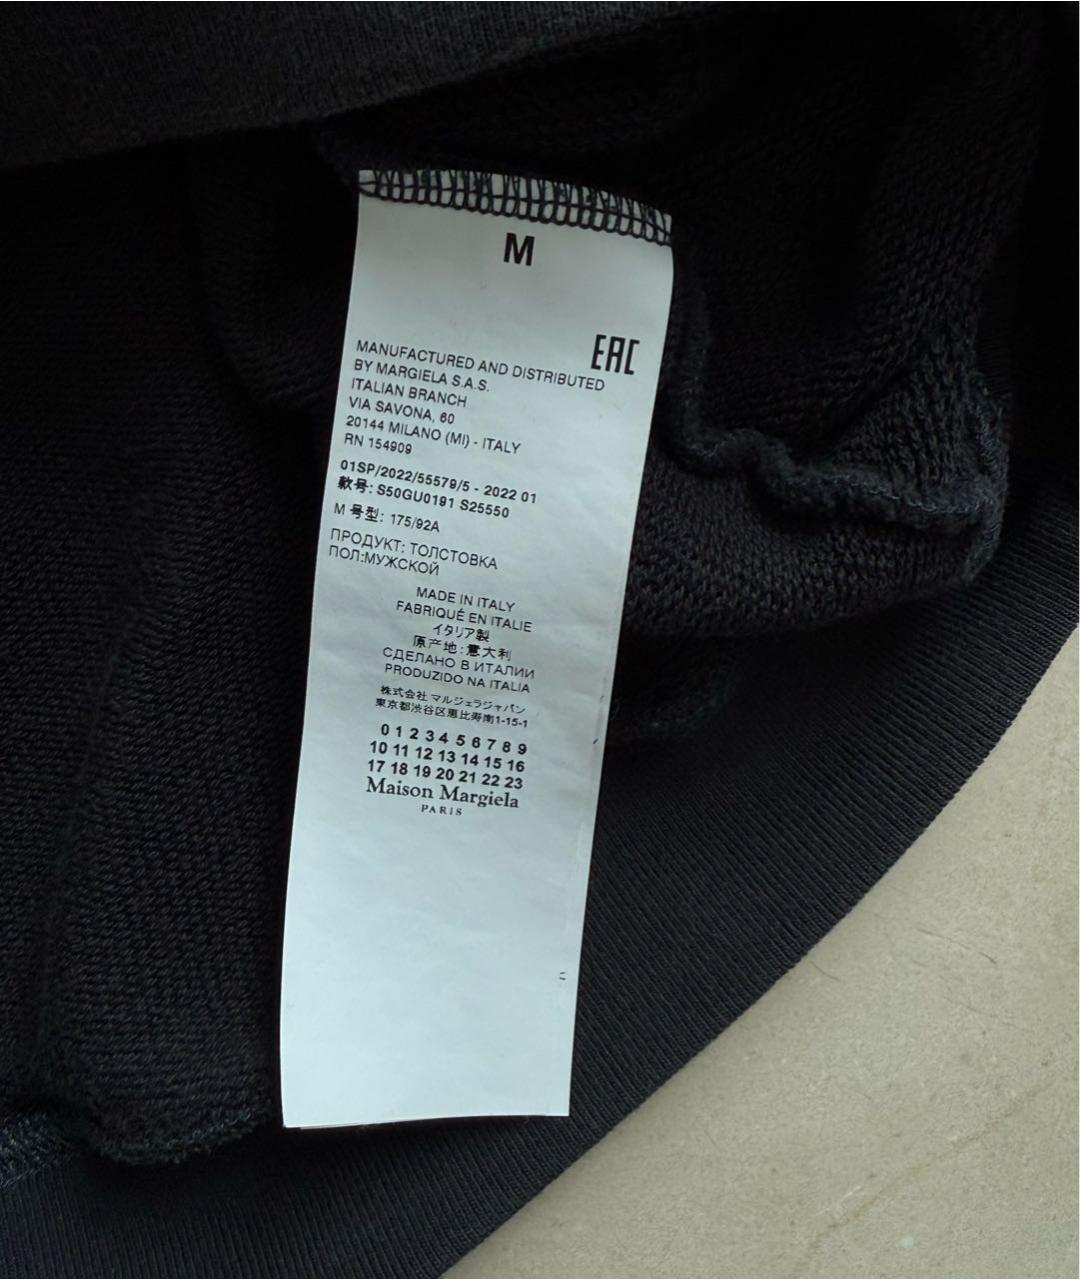 M
EAC
MANUFACTURED AND DISTRIBUTED
BY MARGIELA S.A.S.
ITALIAN BRANCH
VIA SAVONA, 60
20144 MILANO (MI) - ITALY
RN 154909
01SP/2022/55579/5 - 2022 01
款号: S50GU0191 S25550
M 号型: 175/92A
ПРОДУКТ: ТОЛСТОВКА
ПОЛ:МУЖСКОЙ
MADE IN ITALY
FABRIQUÉ EN ITALIE
イタリア製
原产地:意大利
СДЕЛАНО В ИТАЛИИ
PRODUZIDO NA ITALIA
株式会社 マルジェラジャパン
東京都渋谷区恵比寿南1-15-1
0 1 2 3 4 5 6 7 8 9
10 11 12 13 14 15 16
17 18 19 20 21 22 23
Maison Margiela
PARIS